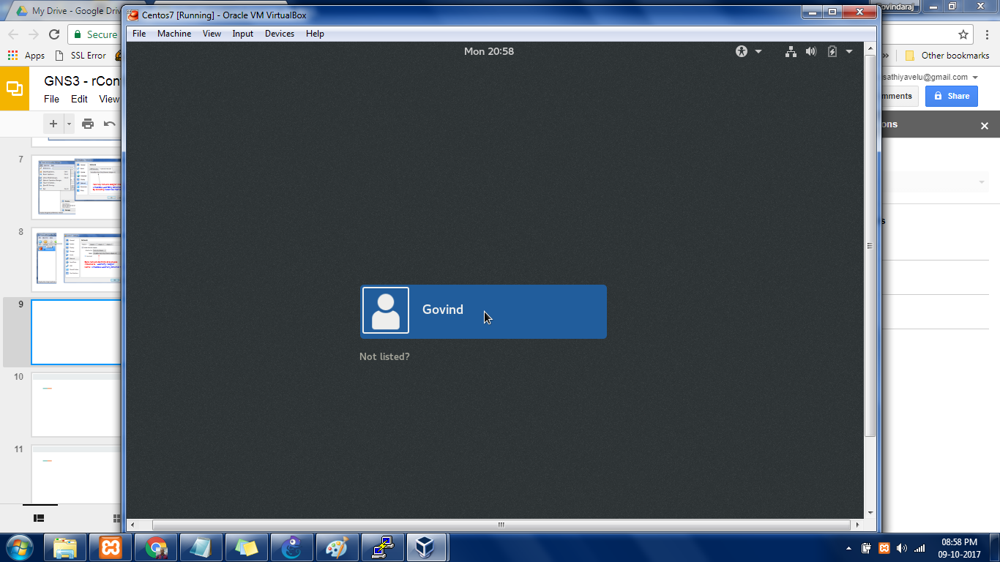 My Drive - Google Driv
Centos7 [Running] - Oracle VM VirtualBox
Govindaraj
File Machine View Input Devices Help
Secure
Apps
SSL Error
»
Other bookmarks
Mon 20:58
GNS3 - rCon
File Edit View
sathiyavelu@gmail.com
mments
Share
ons
7
8
9
10
11
s
Govind
Not listed?
08:58 PM
09-10-2017